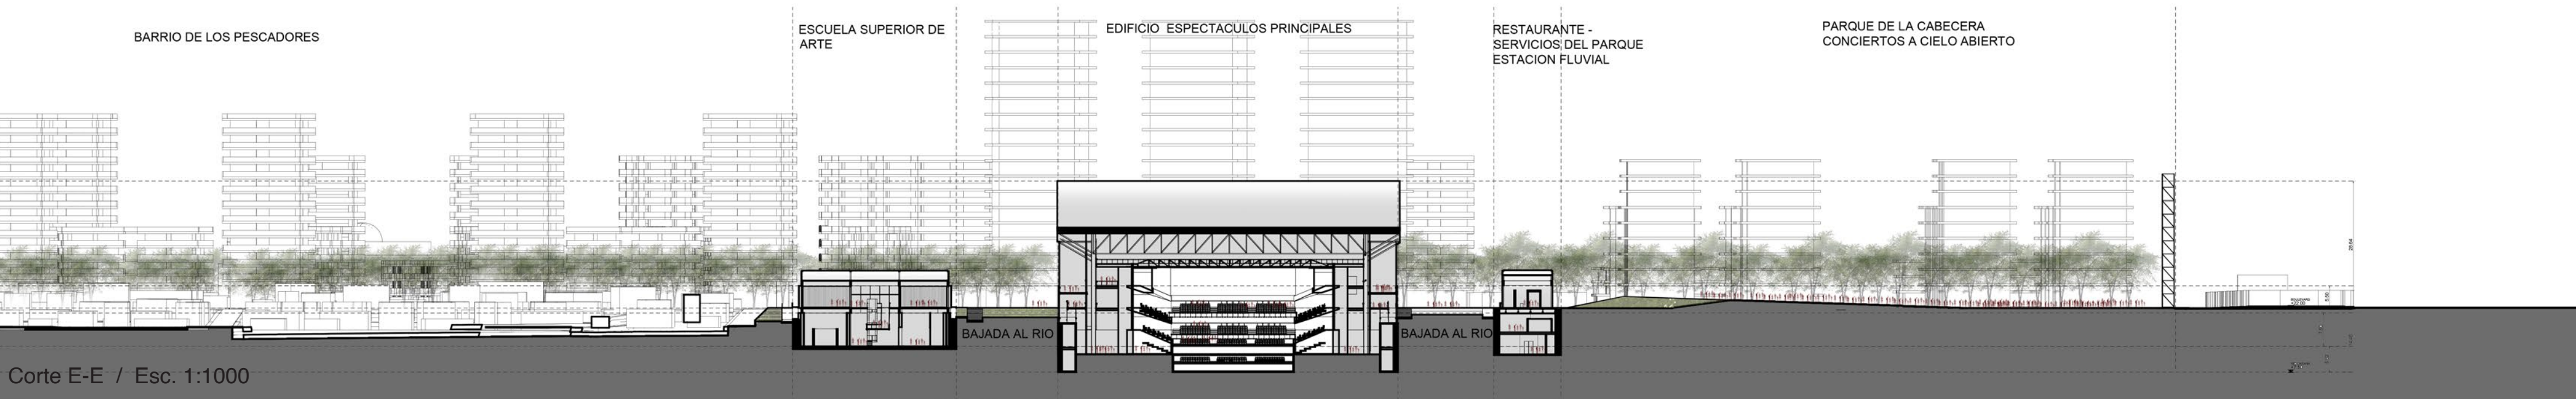 BARRIO DE LOS PESCADORES
ESCUELA SUPERIOR DE
ARTE
EDIFICIO ESPECTACULOS PRINCIPALES
RESTAURANTE -
SERVICIOS DEL PARQUE
ESTACION FLUVIAL
PARQUE DE LA CABECERA
CONCIERTOS A CIELO ABIERTO
BAJADA AL RIO
BAJADA AL RIO
Corte E-E / Esc. 1:1000